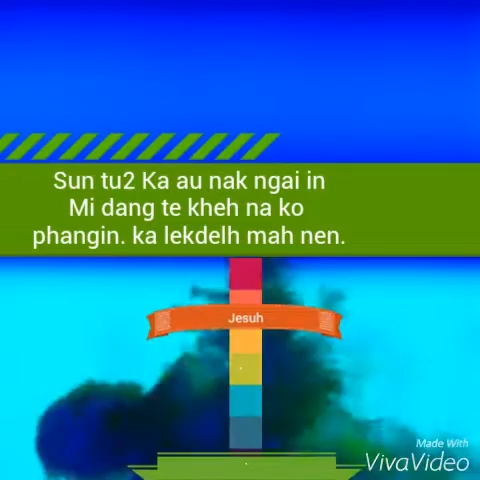 Sun tu2 Ka au nak ngai in
Mi dang te kheh na ko
phangin. ka lekdelh mah nen.
Jesuh
Made With
VivaVideo